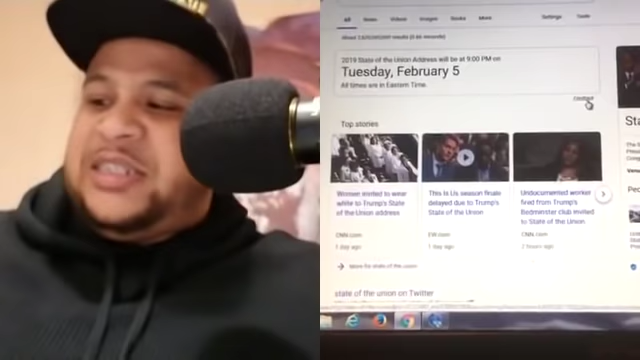 All News Videos Images Books More Settings Tools
2019 State of the Union Address will be at 9:00 PM on
Tuesday, February 5
All times are in Eastern Time.
Feedback
Top stories
Women invited to wear
white to Trump's State
of the Union address
CNN.com
1 day ago
This Is Us season finale
delayed due to Trump's
State of the Union
EW.com
1 day ago
Undocumented worker
fired from Trump's
Bedminster club invited
to State of the Union
CNN.com
2 hours ago
More for state of the union
state of the union on Twitter